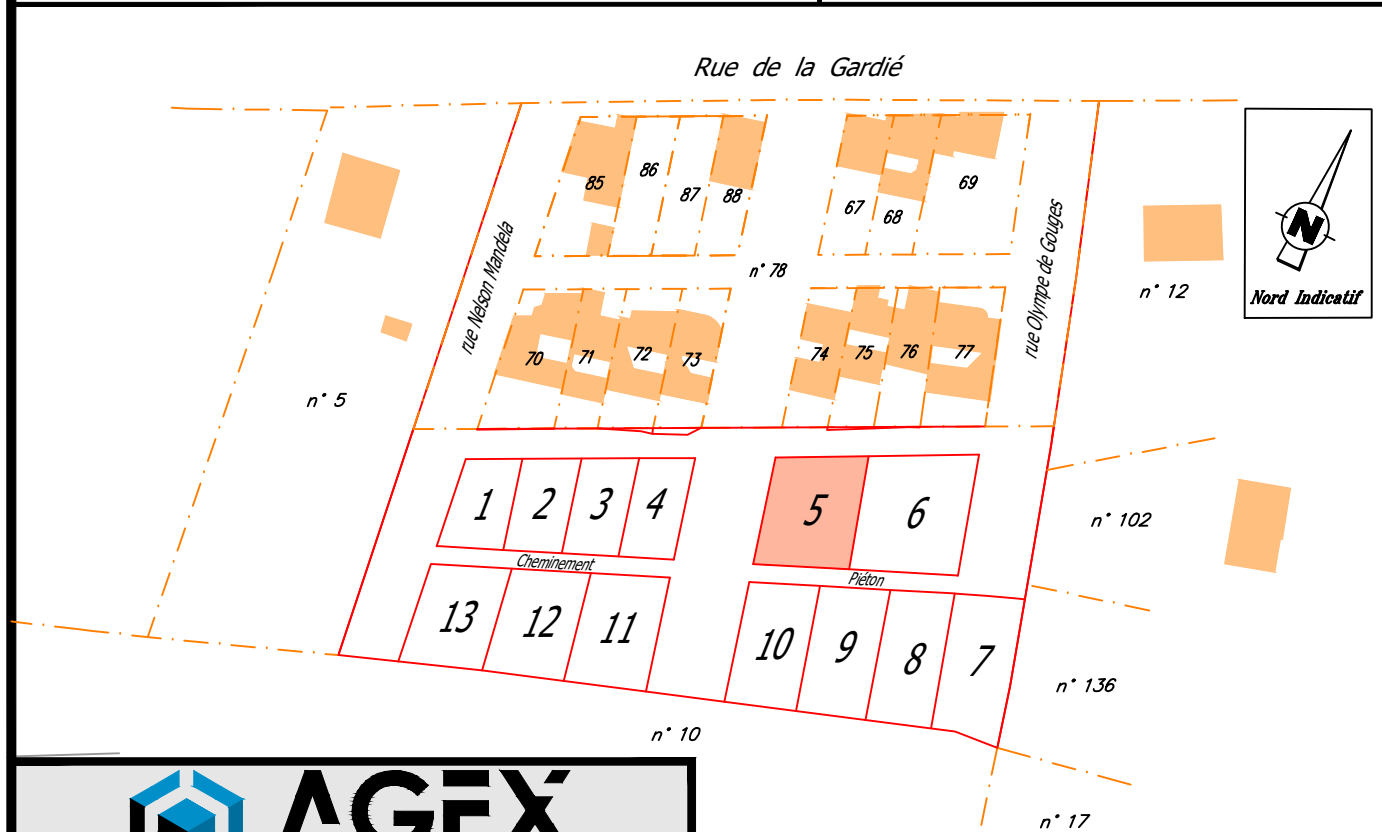 Rue de la Gardié
85
86
87
88
67
68
69
rue Nelson Mandela
n° 78
rue Olympe de Gouges
n° 12
N
Nord Indicatif
70
71
72
73
74
75
76
77
n° 5
1
2
3
4
5
6
n° 102
Cheminement
Piéton
13
12
11
10
9
8
7
n° 136
n° 10
AGEX
n° 17